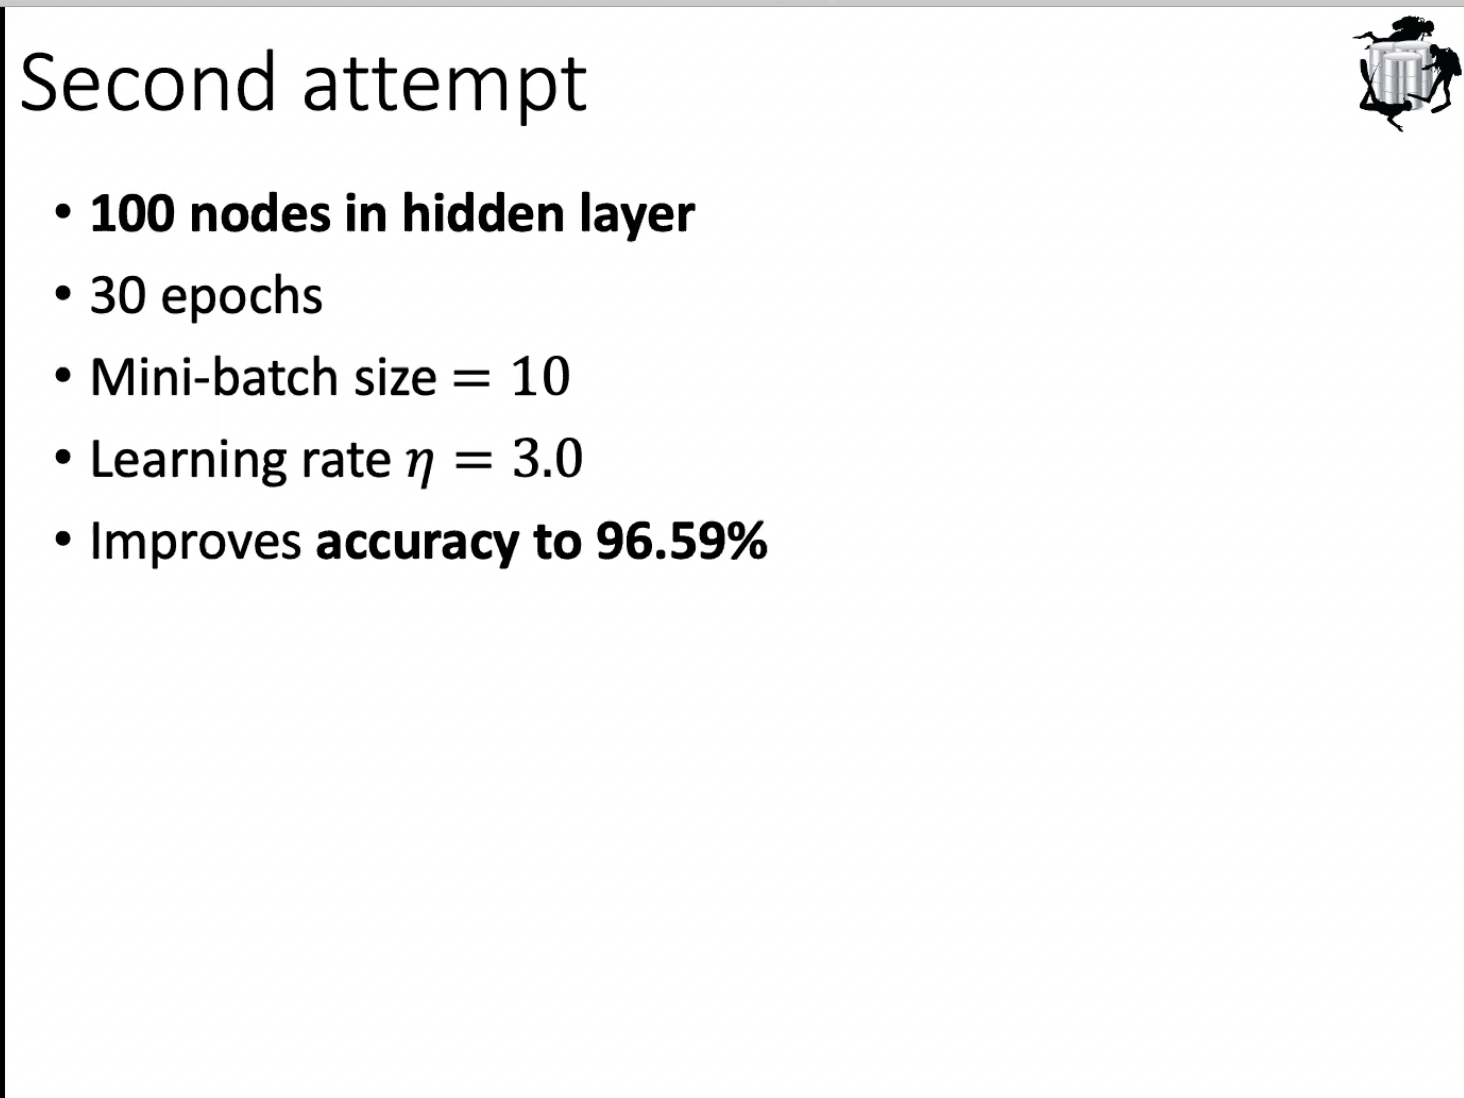 Second attempt
• 100 nodes in hidden layer
• 30 epochs
• Mini-batch size = 10
• Learning rate η = 3.0
• Improves accuracy to 96.59%